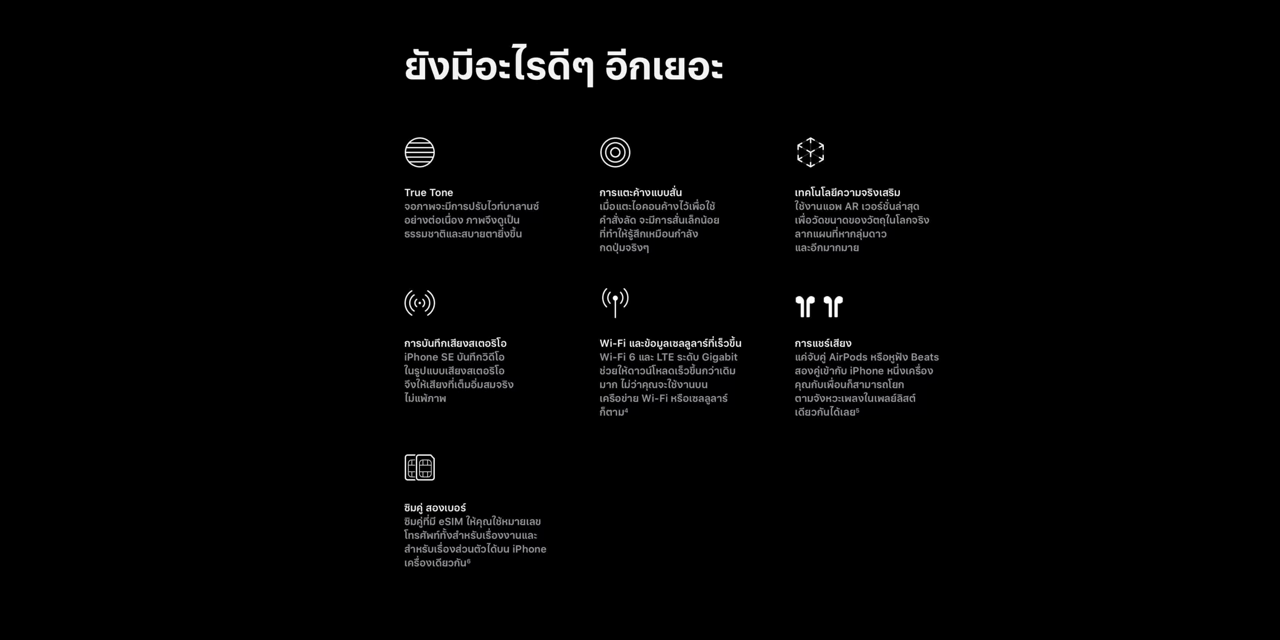 ยังมีอะไรดีๆ อีกเยอะ
True Tone
จอภาพจะมีการปรับไวท์บาลานซ์
อย่างต่อเนื่อง ภาพจึงดูเป็น
ธรรมชาติและสบายตายิ่งขึ้น
การแตะค้างแบบสั่น
เมื่อแตะไอคอนค้างไว้เพื่อใช้
คำสั่งลัด จะมีการสั่นเล็กน้อย
ที่ทำให้รู้สึกเหมือนกำลัง
กดปุ่มจริงๆ
เทคโนโลยีความจริงเสริม
ใช้งานแอพ AR เวอร์ชั่นล่าสุด
เพื่อวัดขนาดของวัตถุในโลกจริง
ลากแผนที่หากลุ่มดาว
และอีกมากมาย
การบันทึกเสียงสเตอริโอ
iPhone SE บันทึกวิดีโอ
ในรูปแบบเสียงสเตอริโอ
จึงให้เสียงที่เต็มอิ่มสมจริง
ไม่แพ้ภาพ
Wi-Fi และข้อมูลเซลลูลาร์ที่เร็วขึ้น
Wi-Fi 6 และ LTE ระดับ Gigabit
ช่วยให้ดาวน์โหลดเร็วขึ้นกว่าเดิม
มาก ไม่ว่าคุณจะใช้งานบน
เครือข่าย Wi-Fi หรือเซลลูลาร์
ก็ตาม⁴
การแชร์เสียง
แค่จับคู่ AirPods หรือหูฟัง Beats
สองคู่เข้ากับ iPhone หนึ่งเครื่อง
คุณกับเพื่อนก็สามารถโยก
ตามจังหวะเพลงในเพลย์ลิสต์
เดียวกันได้เลย⁵
ซิมคู่ สองเบอร์
ซิมคู่ที่มี eSIM ให้คุณใช้หมายเลข
โทรศัพท์ทั้งสำหรับเรื่องงานและ
สำหรับเรื่องส่วนตัวได้บน iPhone
เครื่องเดียวกัน⁶